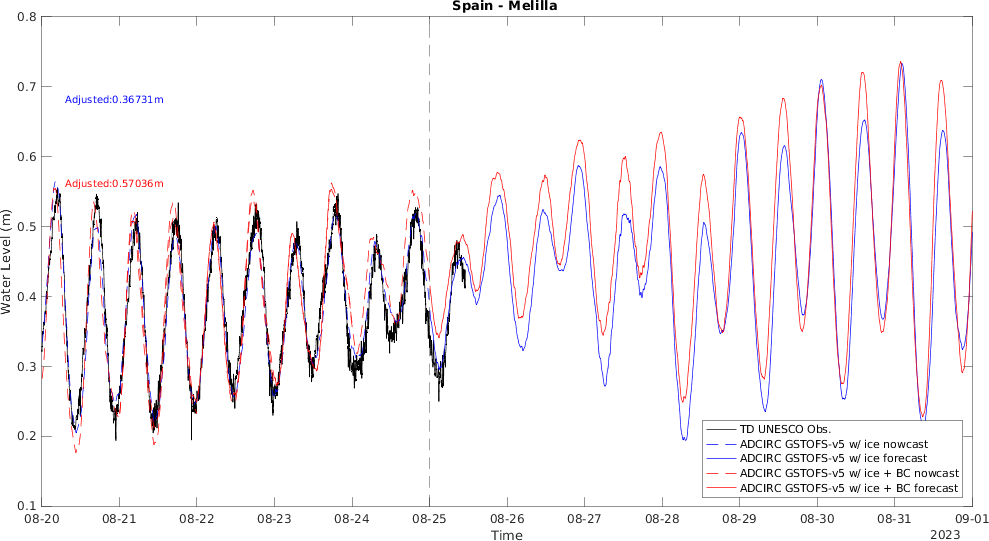 Spain - Melilla
0.8
0.7
0.6
0.5
0.4
0.3
0.2
0.1
Water Level (m)
Adjusted:0.36731m
Adjusted:0.57036m
TD UNESCO Obs.
ADCIRC GSTOFS-v5 w/ ice nowcast
ADCIRC GSTOFS-v5 w/ ice forecast
ADCIRC GSTOFS-v5 w/ ice + BC nowcast
ADCIRC GSTOFS-v5 w/ ice + BC forecast
08-20 08-21 08-22 08-23 08-24 08-25 08-26 08-27 08-28 08-29 08-30 08-31 09-01
Time
2023